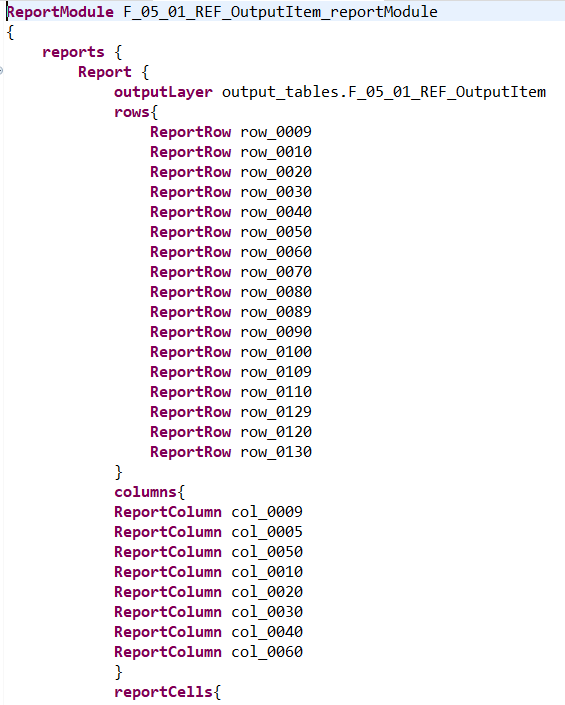 ReportModule F_05_01_REF_OutputItem_reportModule
{
reports {
Report {
outputLayer output_tables.F_05_01_REF_OutputItem
rows{
ReportRow row_0009
ReportRow row_0010
ReportRow row_0020
ReportRow row_0030
ReportRow row_0040
ReportRow row_0050
ReportRow row_0060
ReportRow row_0070
ReportRow row_0080
ReportRow row_0089
ReportRow row_0090
ReportRow row_0100
ReportRow row_0109
ReportRow row_0110
ReportRow row_0129
ReportRow row_0120
ReportRow row_0130
}
columns{
ReportColumn col_0009
ReportColumn col_0005
ReportColumn col_0050
ReportColumn col_0010
ReportColumn col_0020
ReportColumn col_0030
ReportColumn col_0040
ReportColumn col_0060
}
reportCells{